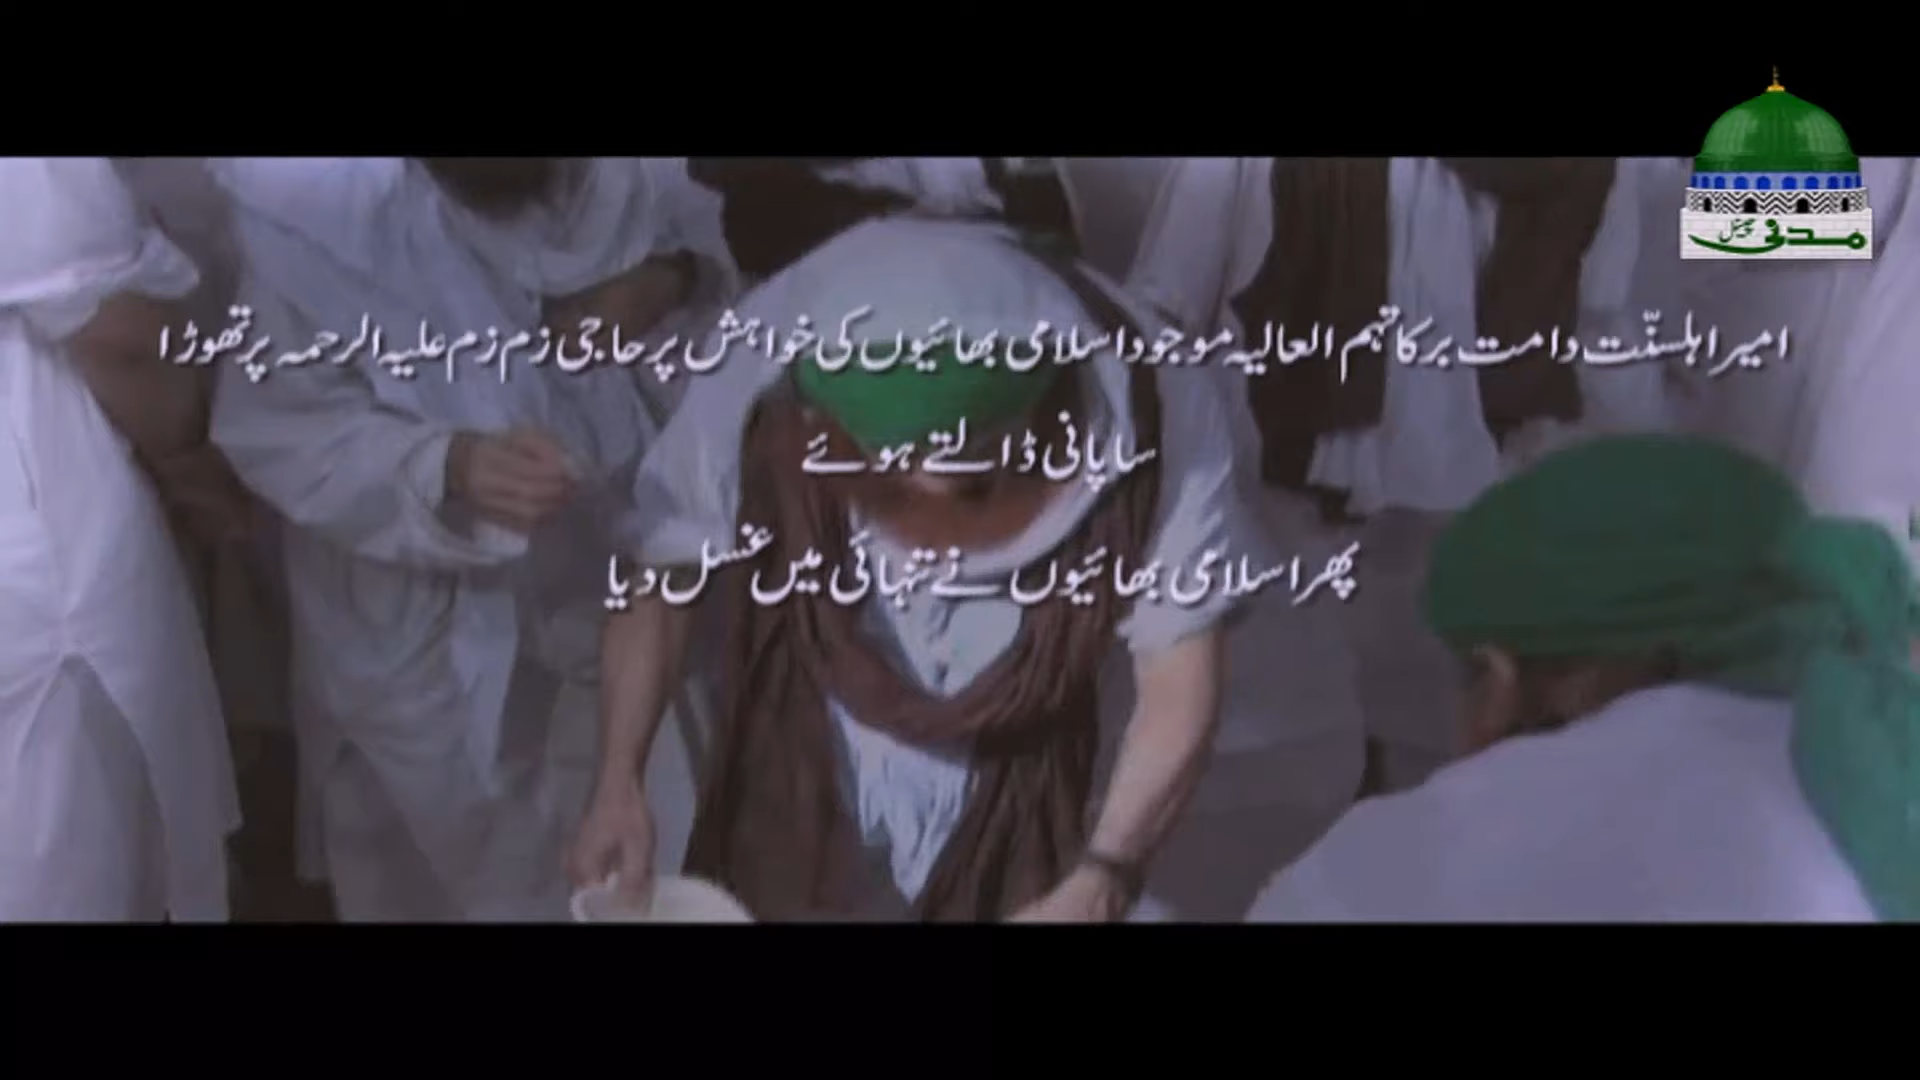 مدنی چینل
امیر اہلسنّت دامت برکاتہم العالیہ موجود اسلامی بھائیوں کی خواہش پر حاجی زم زم علیہ الرحمہ پر تھوڑا
سا پانی ڈالتے ہوئے
پھر اسلامی بھائیوں نے تنہائی میں غسل دیا